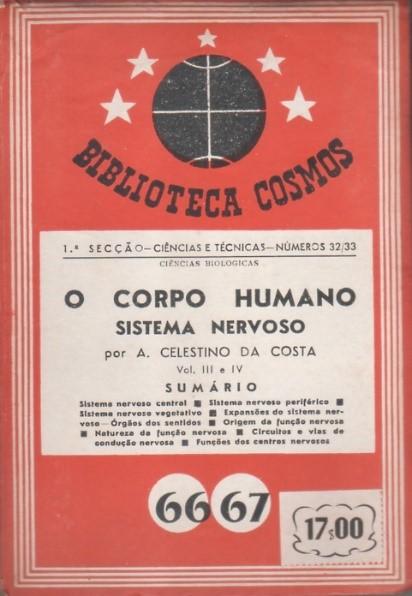 BIBLIOTECA COSMOS
1.ª SECÇÃO—CIÊNCIAS E TÉCNICAS—NÚMEROS 32/33
CIÊNCIAS BIOLOGICAS
O CORPO HUMANO
SISTEMA NERVOSO
por A. CELESTINO DA COSTA
Vol. III e IV
SUMÁRIO
Sistema nervoso central ■ Sistema nervoso periférico ■
Sistema nervoso vegetativo ■ Expansões do sistema ner-
voso—Órgãos dos sentidos ■ Origem da função nervosa
■ Natureza da função nervosa ■ Circuitos e vias de
condução nervosa ■ Funções dos centros nervosos
66 67
17$00